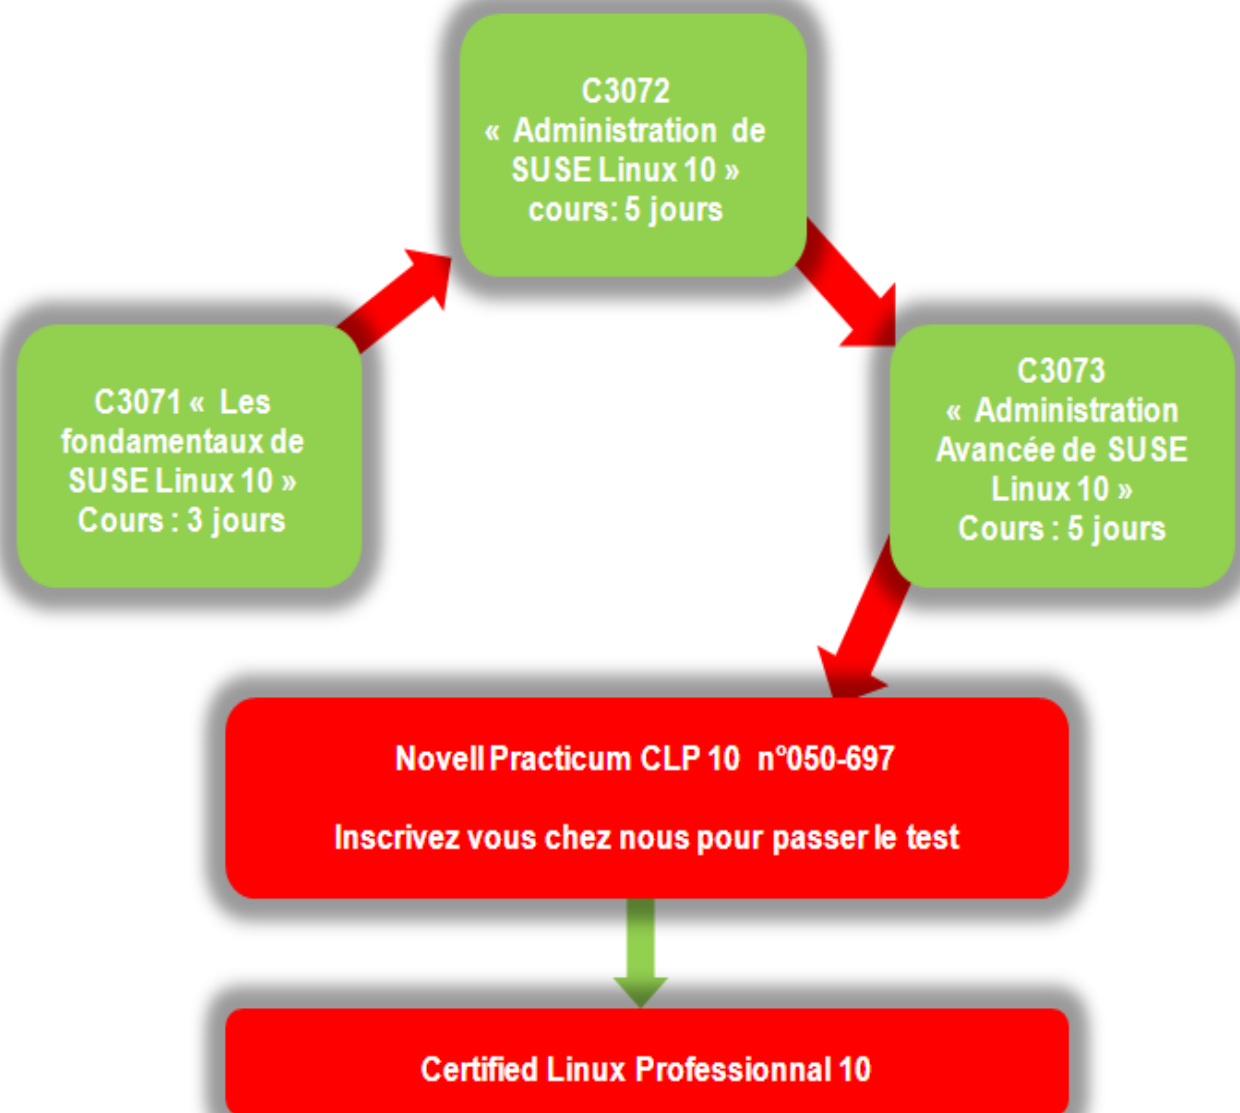 C3072
« Administration de
SUSE Linux 10 »
cours: 5 jours
C3071 « Les
fondamentaux de
SUSE Linux 10 »
Cours : 3 jours
C3073
« Administration
Avancée de SUSE
Linux 10 »
Cours : 5 jours
Novell Practicum CLP 10 n°050-697
Inscrivez vous chez nous pour passer le test
Certified Linux Professionnal 10